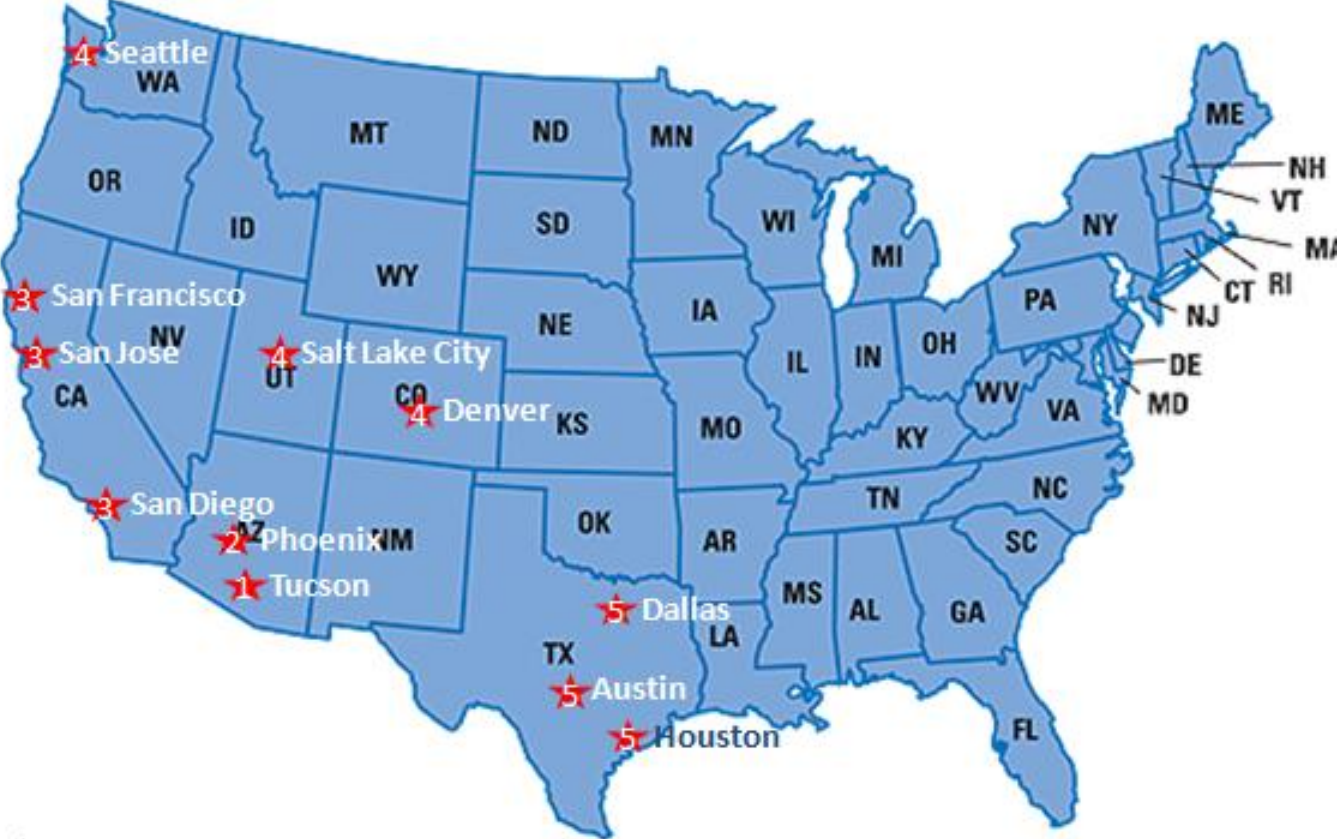 4 Seattle
WA
MT
ND
MN
ME
OR
NH
VT
ID
SD
WI
NY
MA
MI
WY
RI
CT
3 San Francisco
PA
NJ
IA
NE
NV
OH
3 San Jose
4 Salt Lake City
IL
IN
DE
UT
CA
CO
WV
MD
4 Denver
VA
KS
MO
KY
NC
TN
3 San Diego
OK
AZ
2 Phoenix
NM
AR
SC
1 Tucson
MS
5 Dallas
AL
GA
LA
TX
5 Austin
FL
5 Houston